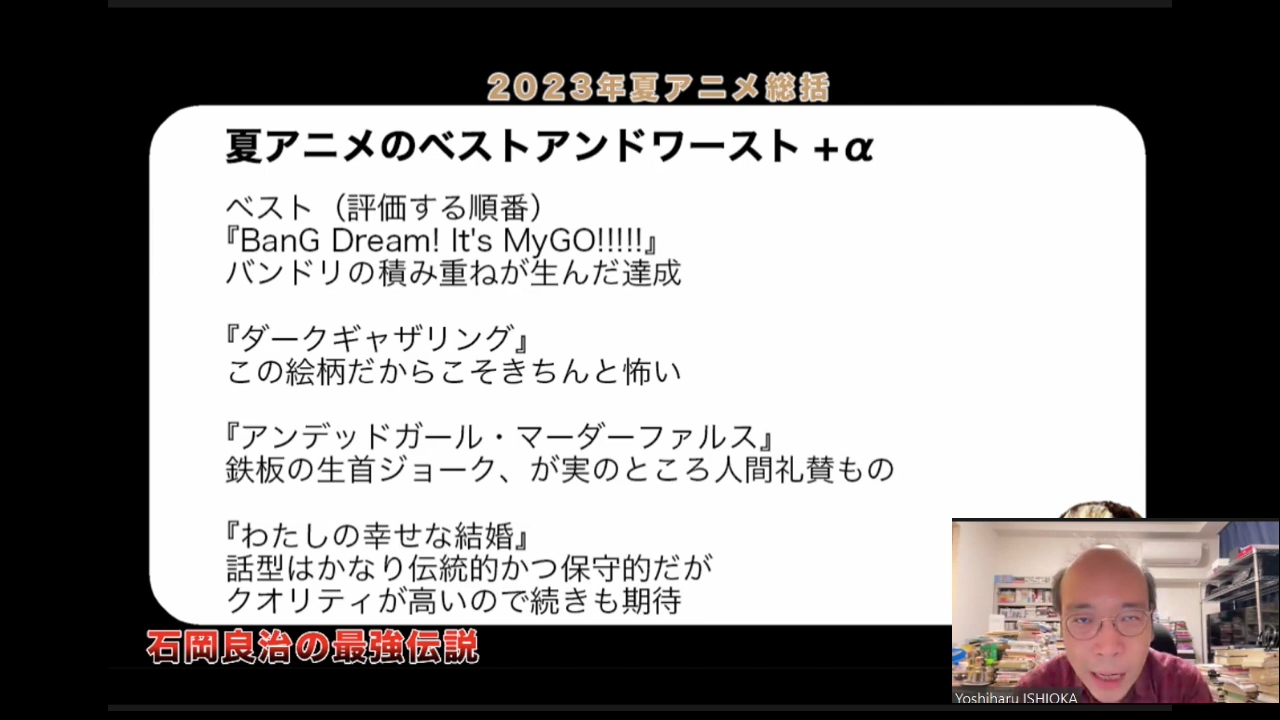 2023年夏アニメ総括
夏アニメのベストアンドワースト+α
ベスト（評価する順番）
『BanG Dream! It's MyGO!!!!!』
バンドリの積み重ねが生んだ達成
『ダークギャザリング』
この絵柄だからこそきちんと怖い
『アンデッドガール・マーダーファルス』
鉄板の生首ジョーク、が実のところ人間礼賛もの
『わたしの幸せな結婚』
話型はかなり伝統的かつ保守的だが
クオリティが高いので続きも期待
石岡良治の最強伝説
Yoshiharu ISHIOKA